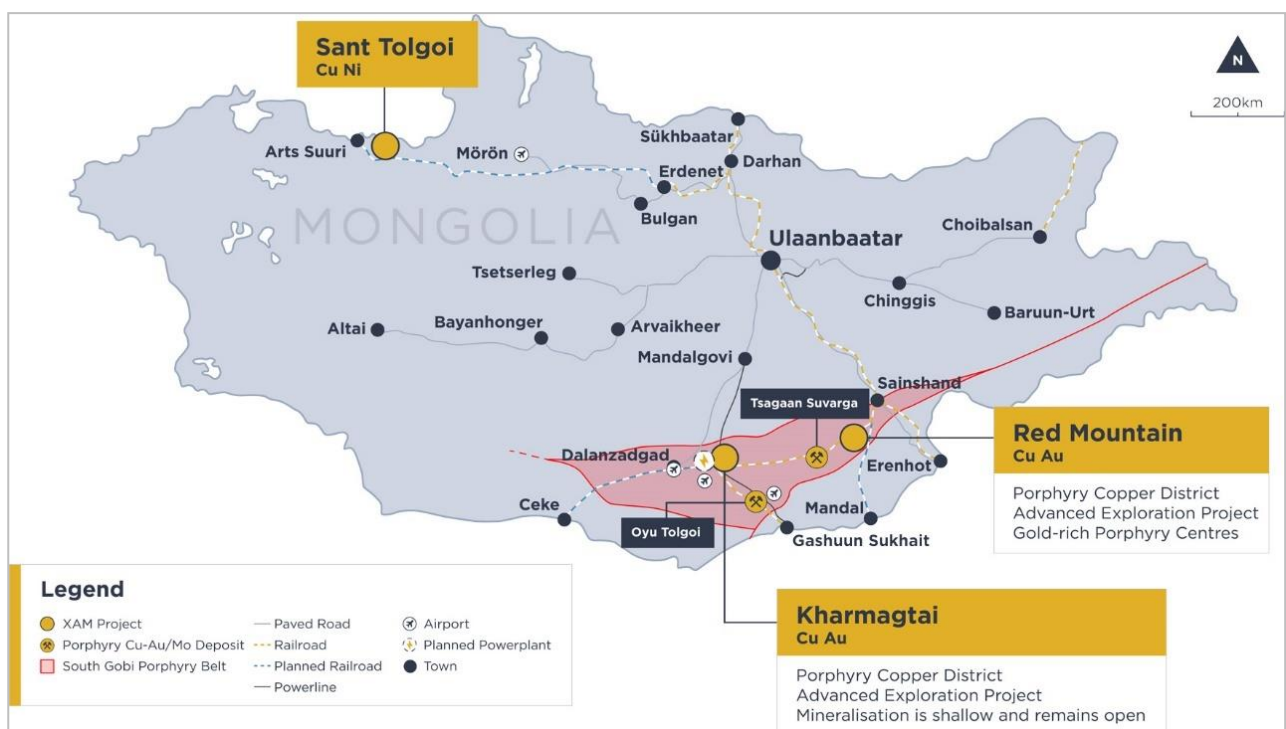 Sant Tolgoi
Cu Ni
N
200km
Sükhbaatar
Arts Suuri
Mörön
Darhan
Erdenet
Bulgan
MONGOLIA
Choibalsan
Ulaanbaatar
Tsetserleg
Chinggis
Baruun-Urt
Altai
Bayanhonger
Arvaikheer
Mandalgovi
Sainshand
Tsagaan Suvarga
Red Mountain
Cu Au
Porphyry Copper District
Advanced Exploration Project
Gold-rich Porphyry Centres
Dalanzadgad
Erenhot
Ceke
Mandal
Oyu Tolgoi
Gashuun Sukhait
Kharmagtai
Cu Au
Porphyry Copper District
Advanced Exploration Project
Mineralisation is shallow and remains open
Legend
XAM Project
Porphyry Cu-Au/Mo Deposit
South Gobi Porphyry Belt
Paved Road
Railroad
Planned Railroad
Powerline
Airport
Planned Powerplant
Town